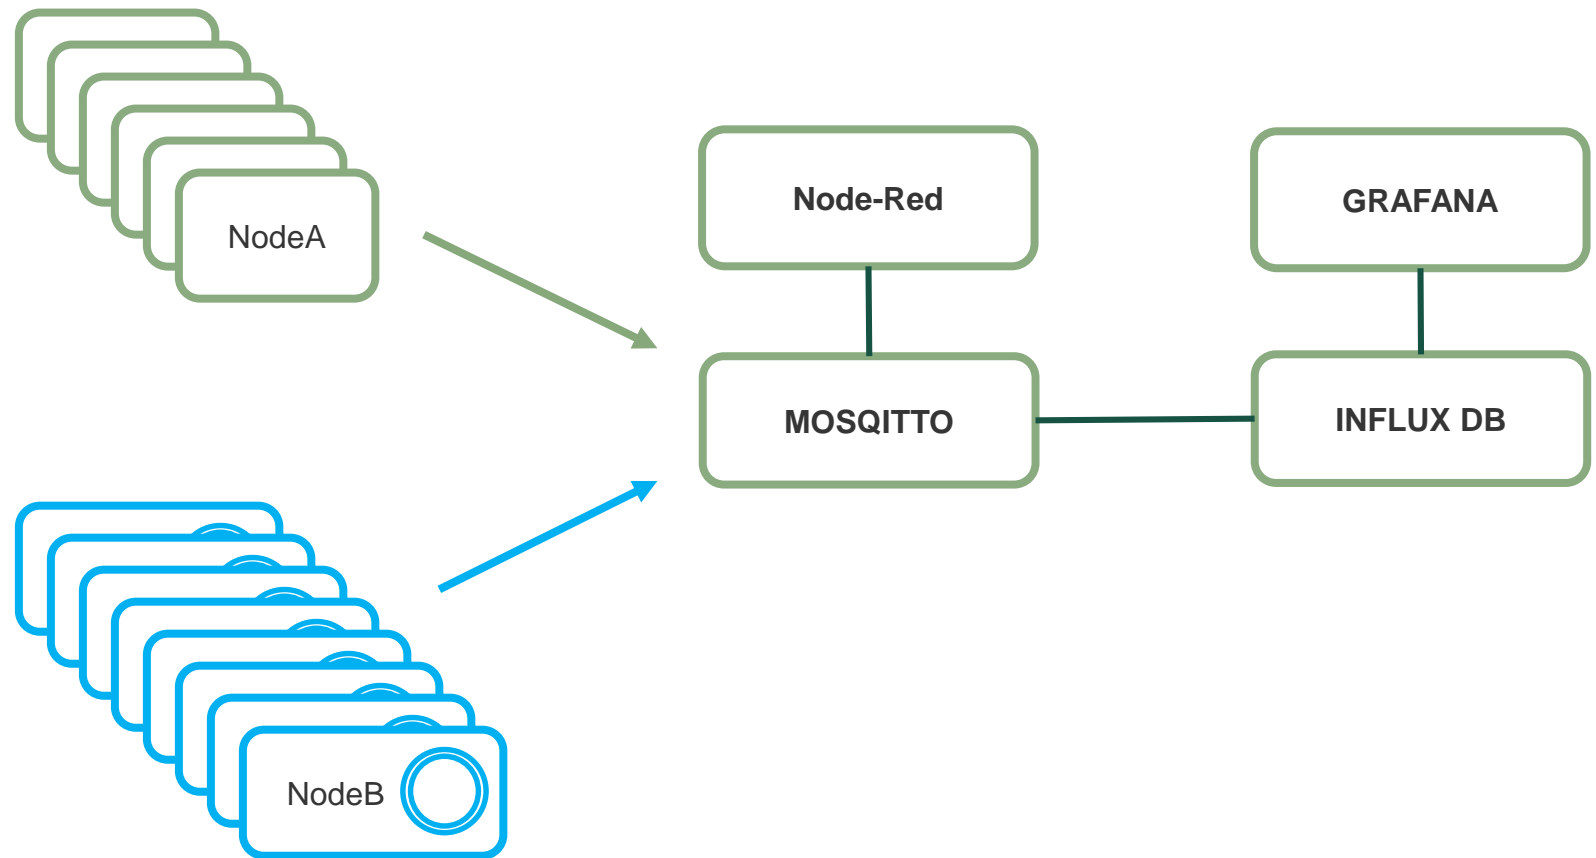 NodeA
Node-Red
GRAFANA
MOSQITTO
INFLUX DB
NodeB